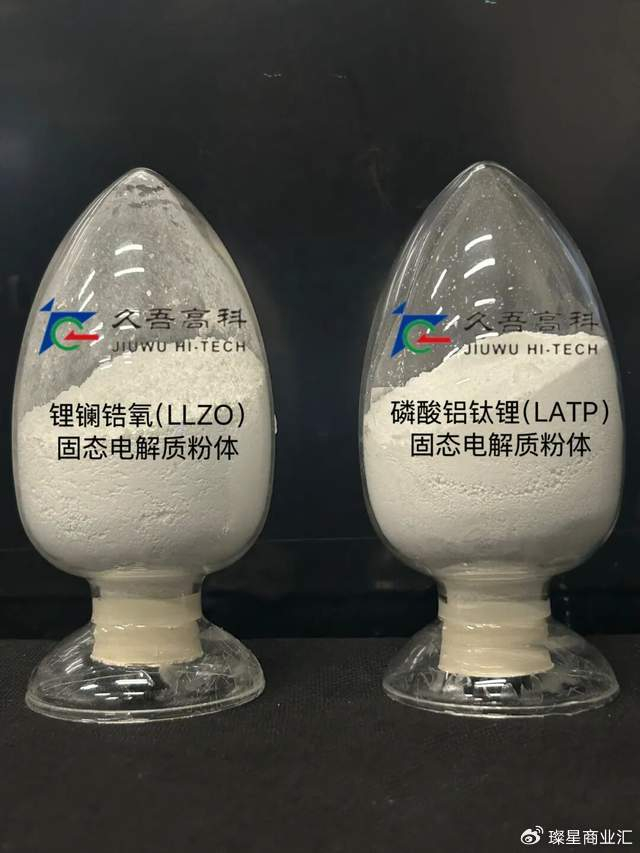 久吾高科
JIUWU HI-TECH
锂镧锆氧(LLZO)
固态电解质粉体
久吾高科
JIUWU HI-TECH
磷酸铝钛锂(LATP)
固态电解质粉体
璨星商业汇